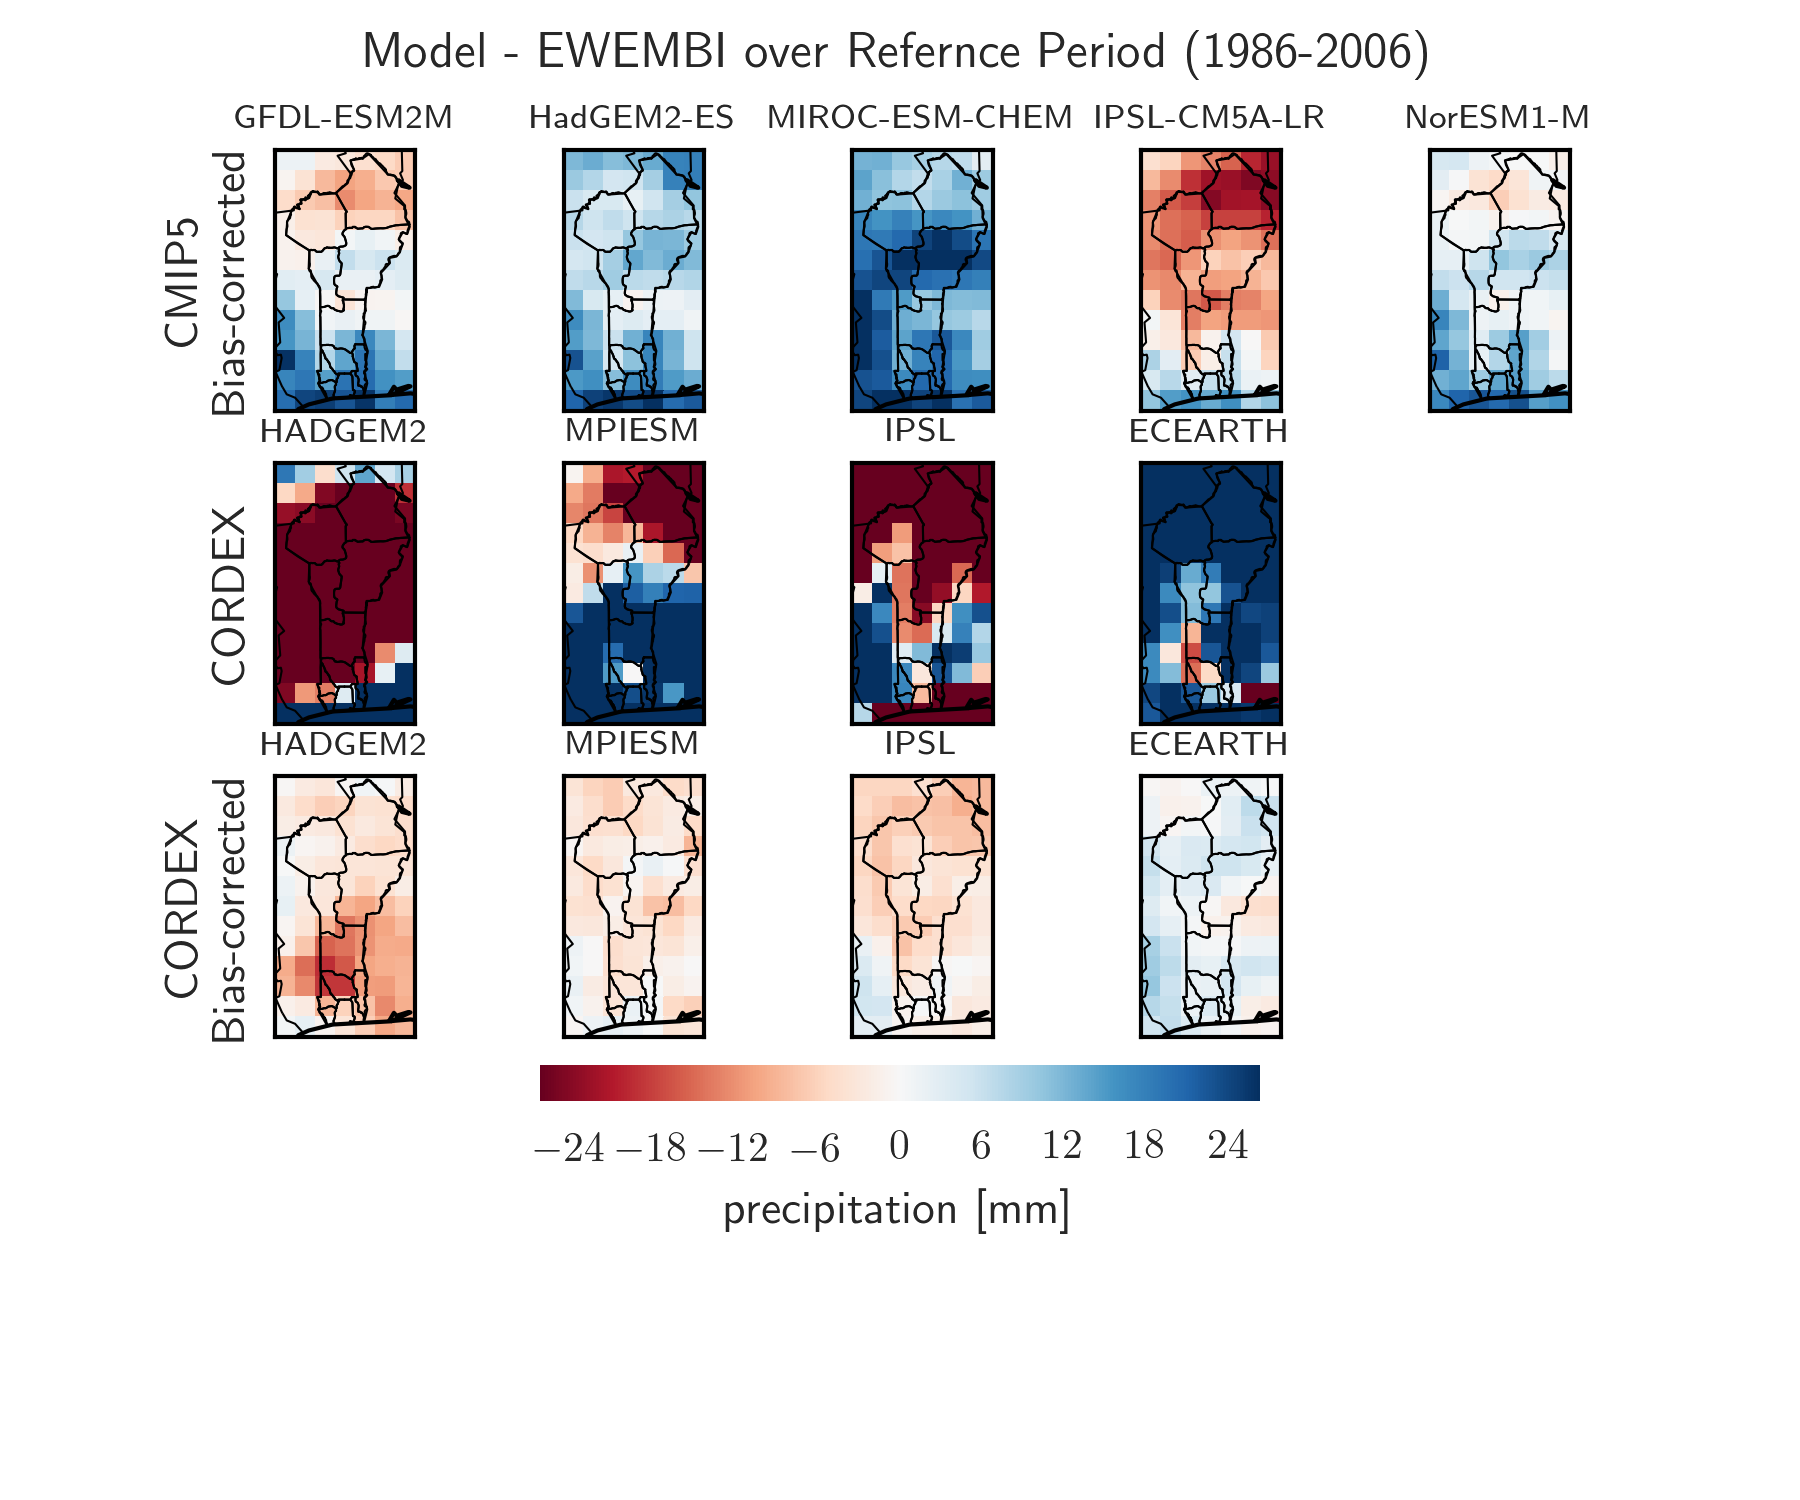 Model - EWEMBI over Refernce Period (1986-2006)
GFDL-ESM2M HadGEM2-ES MIROC-ESM-CHEM IPSL-CM5A-LR NorESM1-M
CMIP5
Bias-corrected
HADGEM2 MPIESM IPSL ECEARTH
CORDEX
HADGEM2 MPIESM IPSL ECEARTH
CORDEX
Bias-corrected
−24 −18 −12 −6 0 6 12 18 24
precipitation [mm]